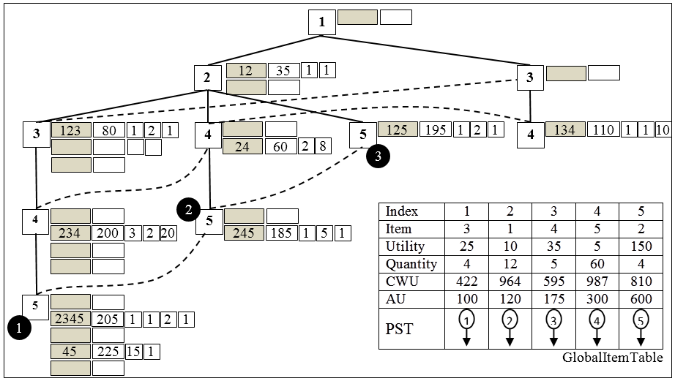 1
2 12 35 1 1
3
3 123 80 1 2 1
4
24 60 2 8
5 125 195 1 2 1
4 134 110 1 1 10
3
4
234 200 3 2 20
2
5
245 185 1 5 1
5
1
2345 205 1 1 2 1
45 225 15 1
Index 1 2 3 4 5
Item 3 1 4 5 2
Utility 25 10 35 5 150
Quantity 4 12 5 60 4
CWU 422 964 595 987 810
AU 100 120 175 300 600
PST 1 2 3 4 5
GlobalItemTable